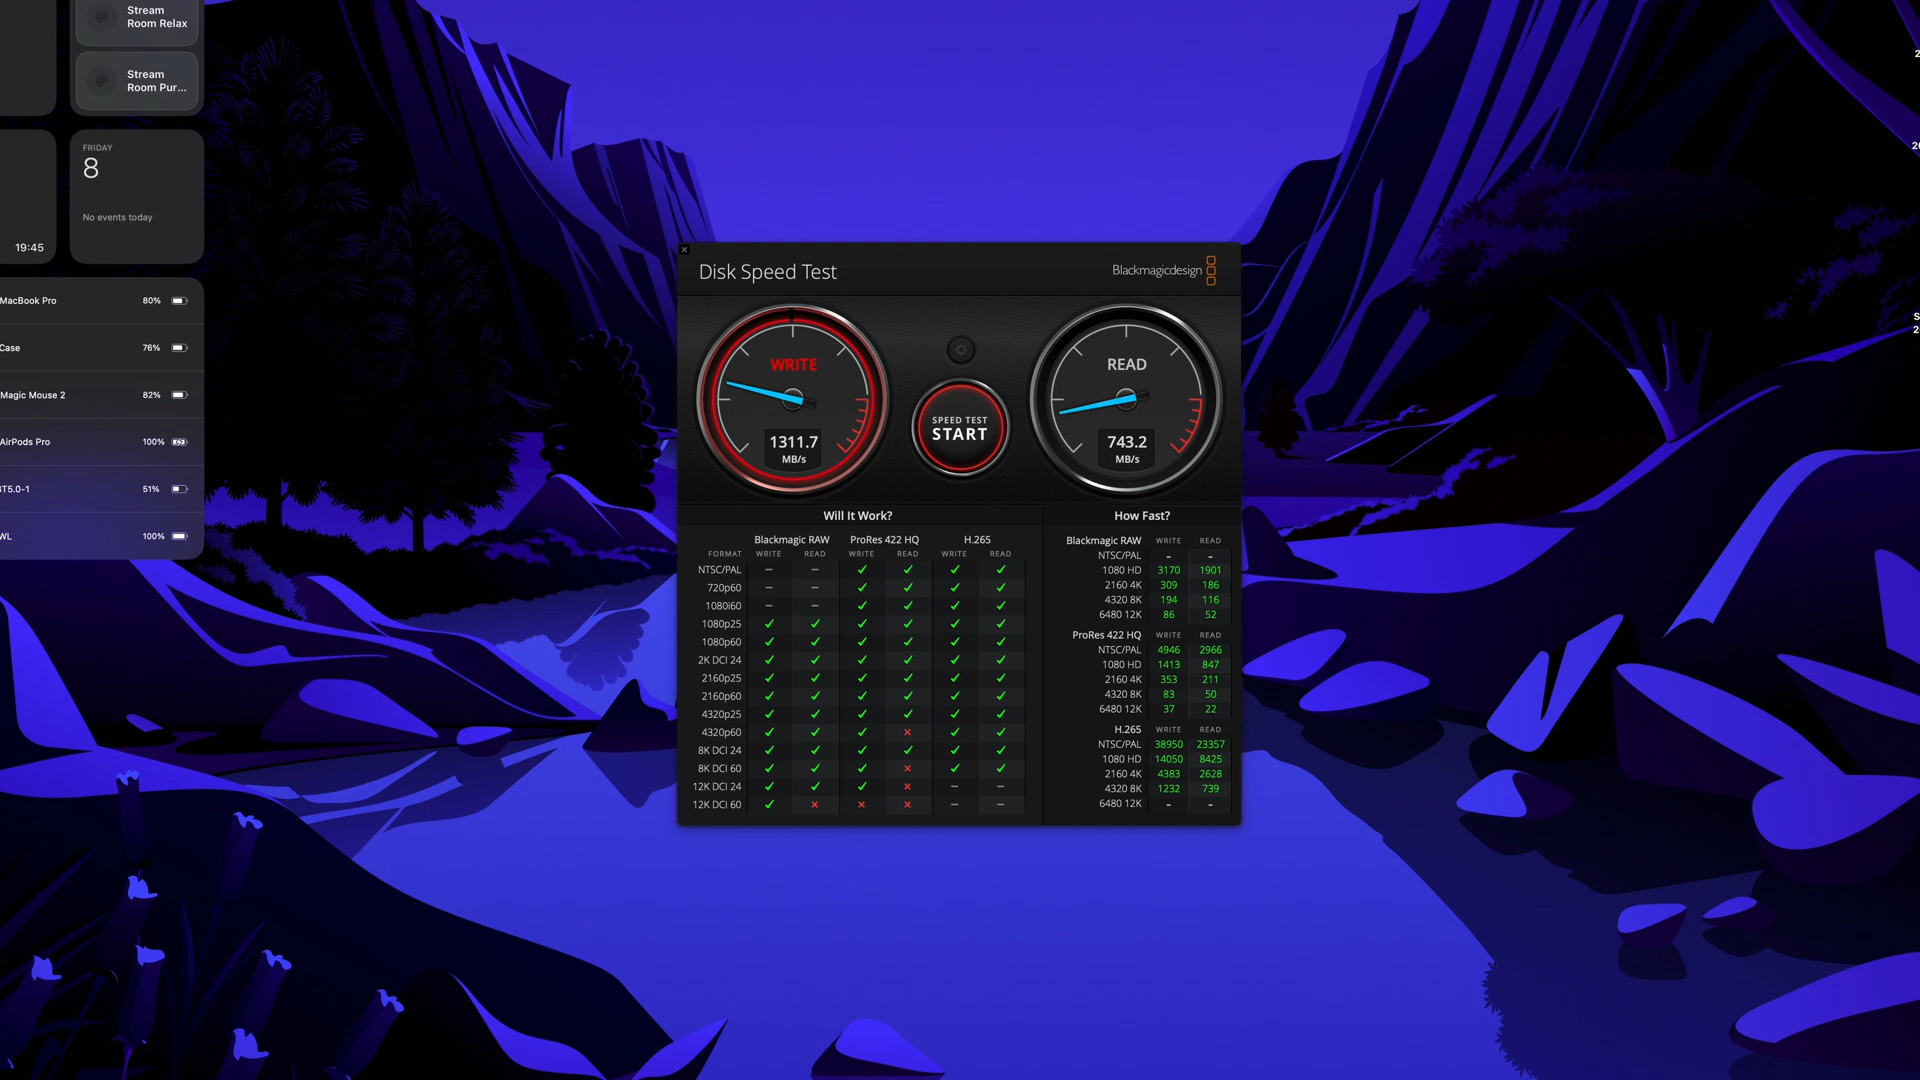 Stream
Room Relax
Stream
Room Pur...
FRIDAY
8
No events today
19:45
MacBook Pro 80%
Case 76%
Magic Mouse 2 82%
AirPods Pro 100%
BT5.0-1 51%
WL 100%
Disk Speed Test
Blackmagicdesign
WRITE
1311.7
MB/s
SPEED TEST
START
READ
743.2
MB/s
Will It Work?
Blackmagic RAW ProRes 422 HQ H.265
FORMAT WRITE READ WRITE READ WRITE READ
NTSC/PAL – – ✓ ✓ ✓ ✓
720p60 – – ✓ ✓ ✓ ✓
1080i60 – – ✓ ✓ ✓ ✓
1080p25 ✓ ✓ ✓ ✓ ✓ ✓
1080p60 ✓ ✓ ✓ ✓ ✓ ✓
2K DCI 24 ✓ ✓ ✓ ✓ ✓ ✓
2160p25 ✓ ✓ ✓ ✓ ✓ ✓
2160p60 ✓ ✓ ✓ ✓ ✓ ✓
4320p25 ✓ ✓ ✓ ✓ ✓ ✓
4320p60 ✓ ✓ ✓ × ✓ ✓
8K DCI 24 ✓ ✓ ✓ ✓ ✓ ✓
8K DCI 60 ✓ ✓ ✓ × ✓ ✓
12K DCI 24 ✓ ✓ ✓ × – –
12K DCI 60 ✓ × × × – –
How Fast?
Blackmagic RAW WRITE READ
NTSC/PAL - -
1080 HD 3170 1901
2160 4K 309 186
4320 8K 194 116
6480 12K 86 52
ProRes 422 HQ WRITE READ
NTSC/PAL 4946 2966
1080 HD 1413 847
2160 4K 353 211
4320 8K 83 50
6480 12K 37 22
H.265 WRITE READ
NTSC/PAL 38950 23357
1080 HD 14050 8425
2160 4K 4383 2628
4320 8K 1232 739
6480 12K - -